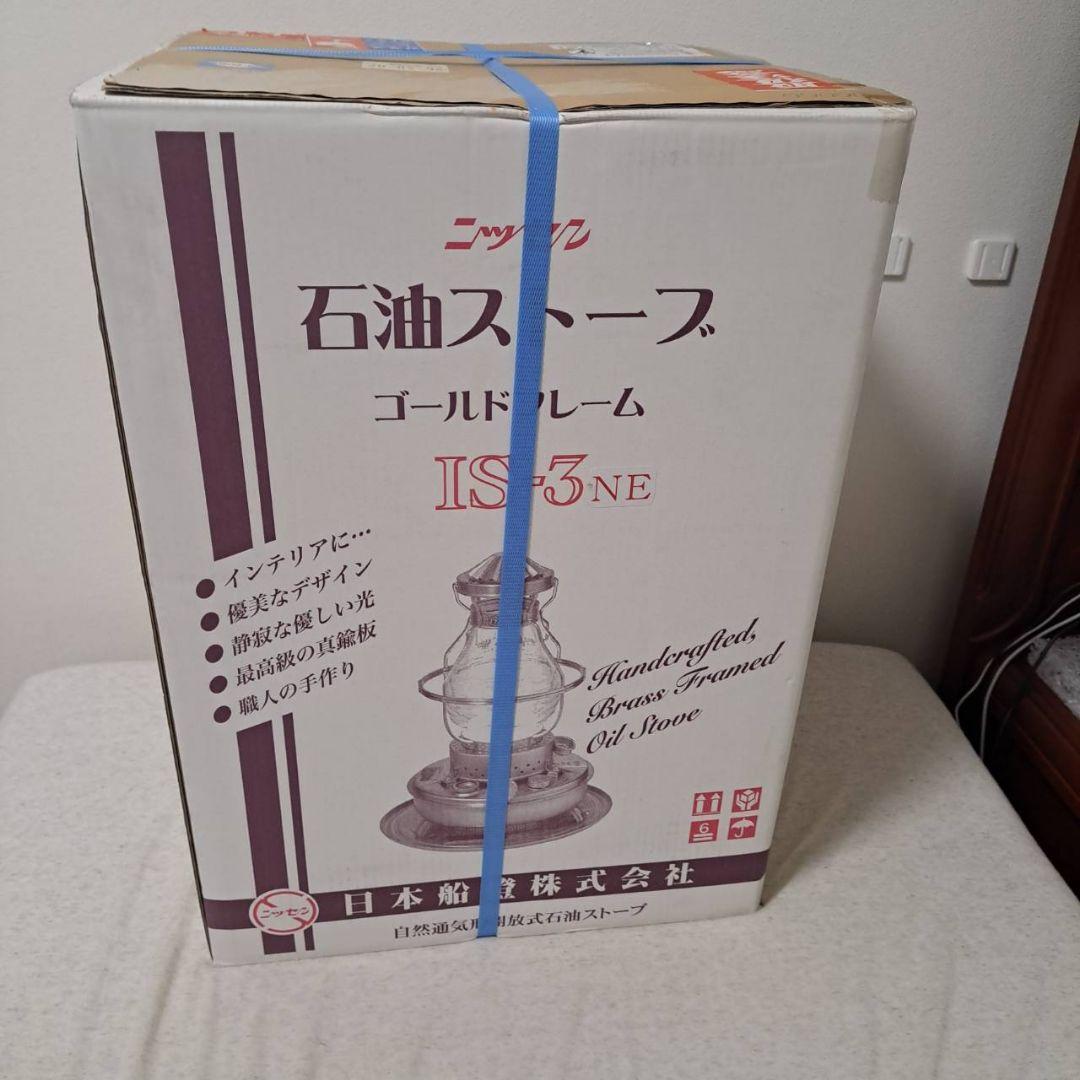 ニッセン
石油ストーブ
ゴールドフレーム
IS-3NE
インテリアに…
優美なデザイン
静寂な優しい光
最高級の真鍮板
職人の手作り
Handcrafted,
Brass Framed
Oil Stove
6
ニッセン
日本船燈株式会社
自然通気形開放式石油ストーブ